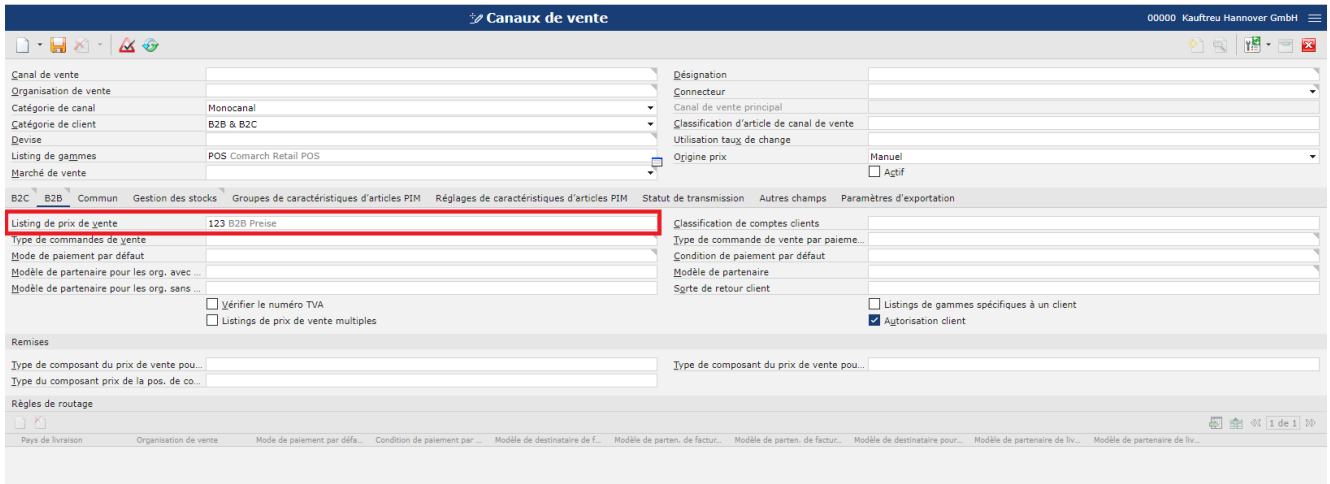 Canaux de vente
00000 Kauftreu Hannover GmbH
Canal de vente
Désignation
Organisation de vente
Connecteur
Catégorie de canal Monocanal
Canal de vente principal
Catégorie de client B2B & B2C
Classification d'article de canal de vente
Devise
Utilisation taux de change
Listing de gammes POS Comarch Retail POS
Origine prix Manuel
Marché de vente
Actif
B2C B2B Commun Gestion des stocks Groupes de caractéristiques d'articles PIM Réglages de caractéristiques d'articles PIM Statut de transmission Autres champs Paramètres d'exportation
Listing de prix de vente 123 B2B Preise
Classification de comptes clients
Type de commandes de vente
Type de commande de vente par paieme...
Mode de paiement par défaut
Condition de paiement par défaut
Modèle de partenaire pour les org. avec ...
Modèle de partenaire
Modèle de partenaire pour les org. sans ...
Sorte de retour client
Vérifier le numéro TVA
Listings de gammes spécifiques à un client
Listings de prix de vente multiples
Autorisation client
Remises
Type de composant du prix de vente pou...
Type de composant du prix de vente pou...
Type du composant prix de la pos. de co...
Règles de routage
1 de 1
Pays de livraison Organisation de vente Mode de paiement par défa... Condition de paiement par ... Modèle de destinataire de f... Modèle de parten. de factur... Modèle de parten. de factur... Modèle de destinataire pour... Modèle de partenaire de liv... Modèle de partenaire de liv...